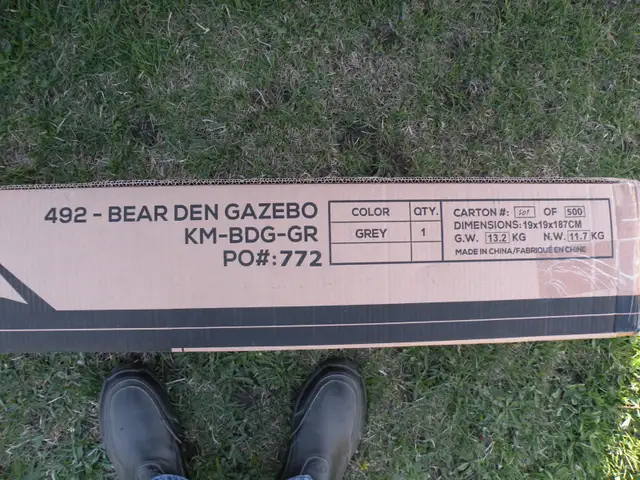 492 - BEAR DEN GAZEBO
KM-BDG-GR
PO#:772
COLOR QTY.
GREY 1
CARTON #: OF 500
DIMENSIONS: 19x19x187CM
G.W. 13.2 KG N.W. 11.7 KG
MADE IN CHINA/FABRIQUÉ EN CHINE